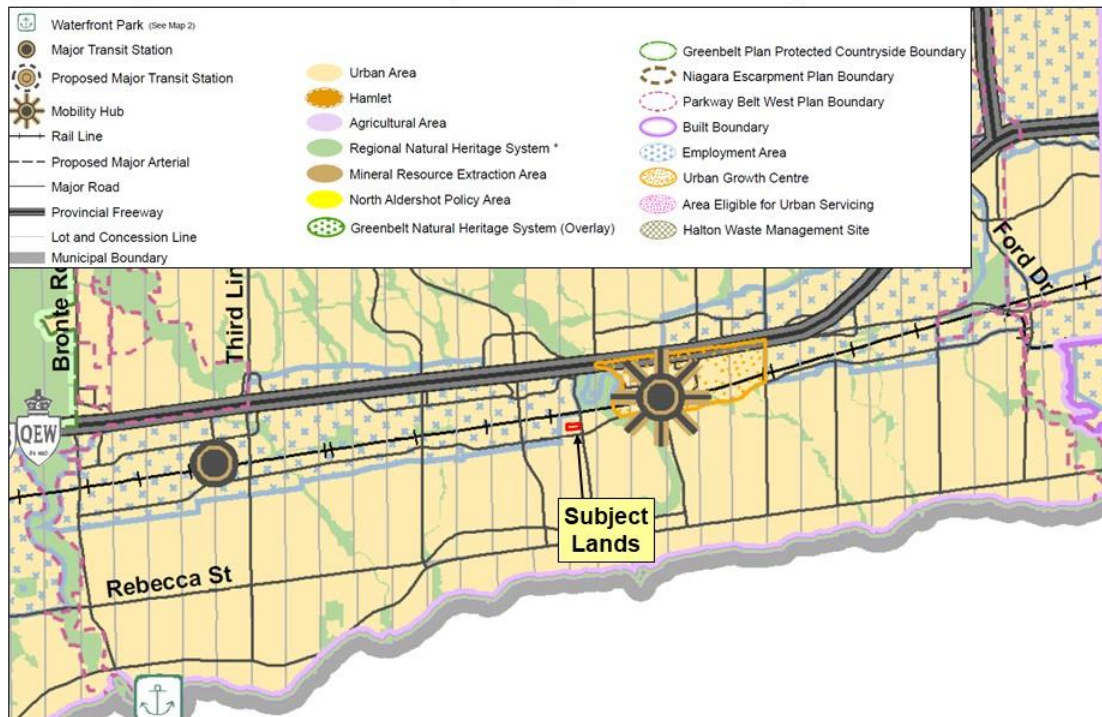 Waterfront Park (See Map 2)
Major Transit Station
Proposed Major Transit Station
Mobility Hub
Rail Line
Proposed Major Arterial
Major Road
Provincial Freeway
Lot and Concession Line
Municipal Boundary
Urban Area
Hamlet
Agricultural Area
Regional Natural Heritage System *
Mineral Resource Extraction Area
North Aldershot Policy Area
Greenbelt Natural Heritage System (Overlay)
Greenbelt Plan Protected Countryside Boundary
Niagara Escarpment Plan Boundary
Parkway Belt West Plan Boundary
Built Boundary
Employment Area
Urban Growth Centre
Area Eligible for Urban Servicing
Halton Waste Management Site
Bronte Ro
Third Lin
Ford Dr
QEW
Subject
Lands
Rebecca St